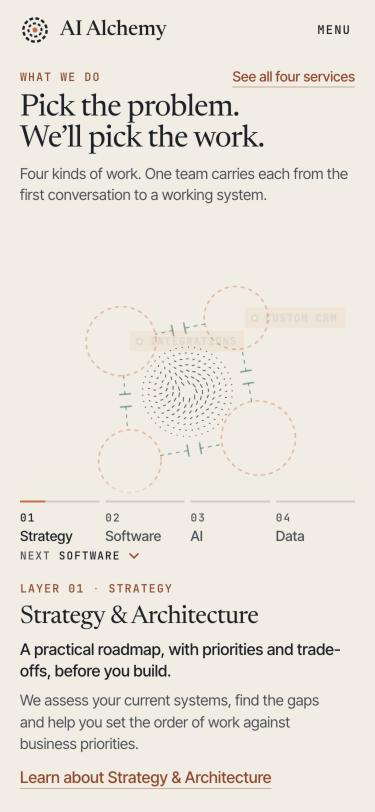 AI Alchemy
MENU
WHAT WE DO
See all four services
Pick the problem.
We’ll pick the work.
Four kinds of work. One team carries each from the
first conversation to a working system.
CUSTOM CRM
INTEGRATIONS
01
Strategy
02
Software
03
AI
04
Data
NEXT SOFTWARE
LAYER 01 · STRATEGY
Strategy & Architecture
A practical roadmap, with priorities and trade-
offs, before you build.
We assess your current systems, find the gaps
and help you set the order of work against
business priorities.
Learn about Strategy & Architecture